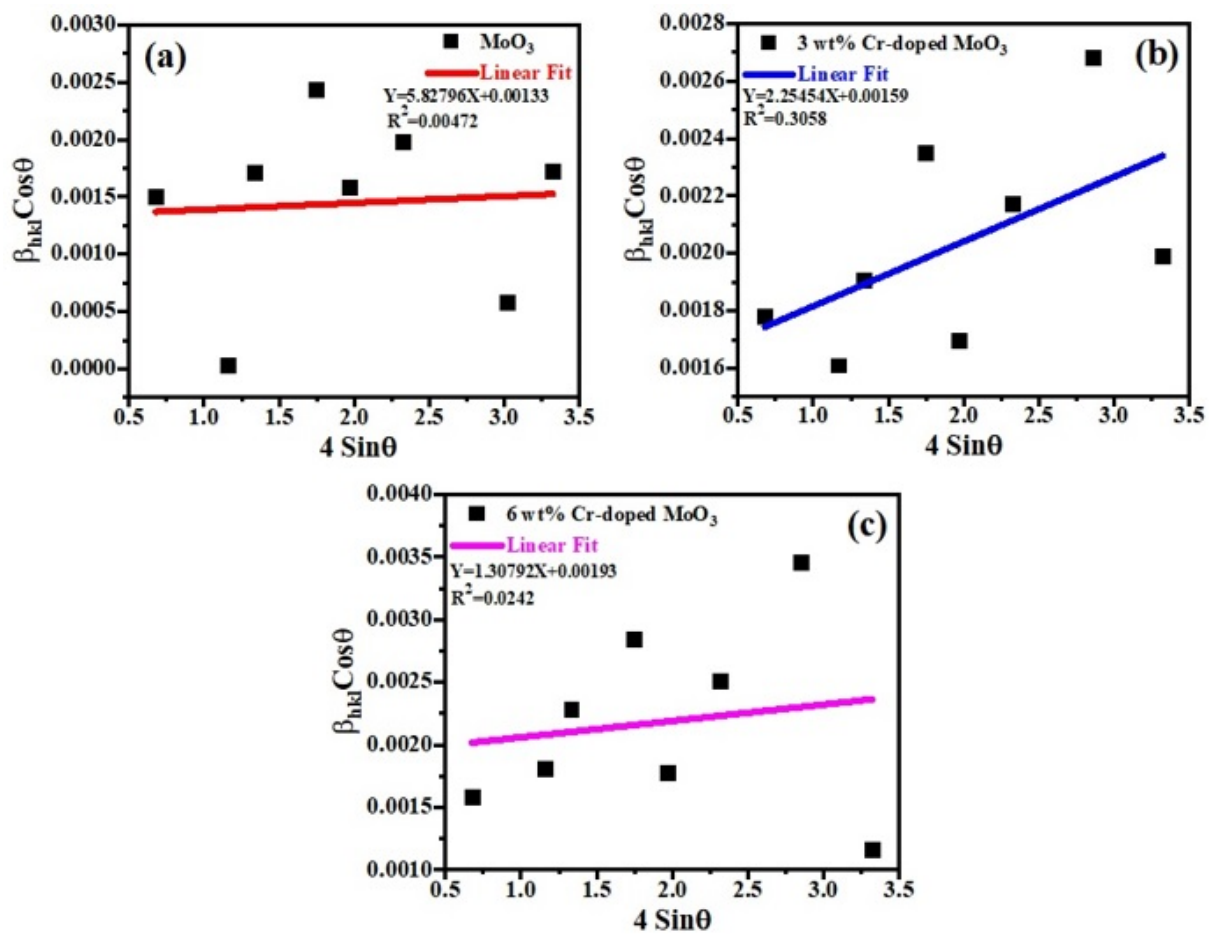 (a)
MoO₃
Linear Fit
Y=5.82796X+0.00133
R²=0.00472
0.0030
0.0025
0.0020
0.0015
0.0010
0.0005
0.0000
βhklCosθ
0.5 1.0 1.5 2.0 2.5 3.0 3.5
4 Sinθ
(b)
3 wt% Cr-doped MoO₃
Linear Fit
Y=2.25454X+0.00159
R²=0.3058
0.0028
0.0026
0.0024
0.0022
0.0020
0.0018
0.0016
βhklCosθ
0.5 1.0 1.5 2.0 2.5 3.0 3.5
4 Sinθ
(c)
6 wt% Cr-doped MoO₃
Linear Fit
Y=1.30792X+0.00193
R²=0.0242
0.0040
0.0035
0.0030
0.0025
0.0020
0.0015
0.0010
βhklCosθ
0.5 1.0 1.5 2.0 2.5 3.0 3.5
4 Sinθ